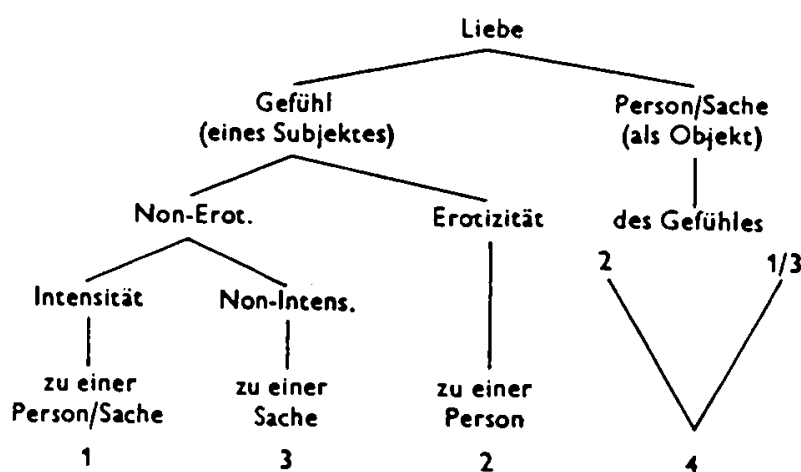 Liebe
Gefühl
(eines Subjektes)
Person/Sache
(als Objekt)
Non-Erot.
Erotizität
des Gefühles
2
1/3
Intensität
Non-Intens.
zu einer
Person/Sache
zu einer
Sache
zu einer
Person
1
3
2
4